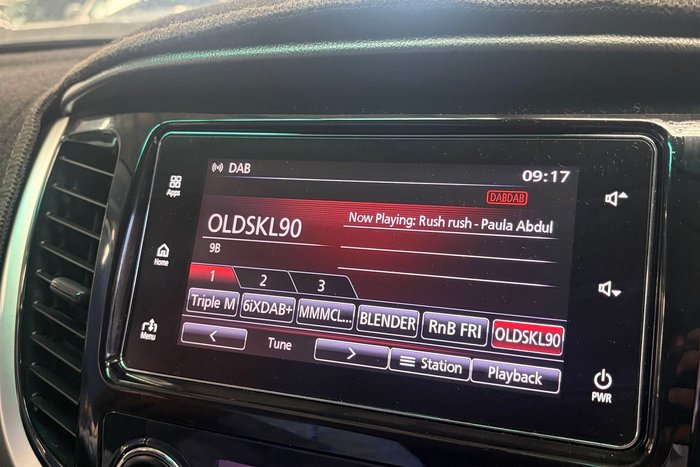 DAB
09:17
Apps
DABDAB
OLDSKL90
Now Playing: Rush rush - Paula Abdul
9B
Home
1 2 3
Triple M 6iXDAB+ MMMCL... BLENDER RnB FRI OLDSKL90
Menu
< Tune > Station Playback
PWR